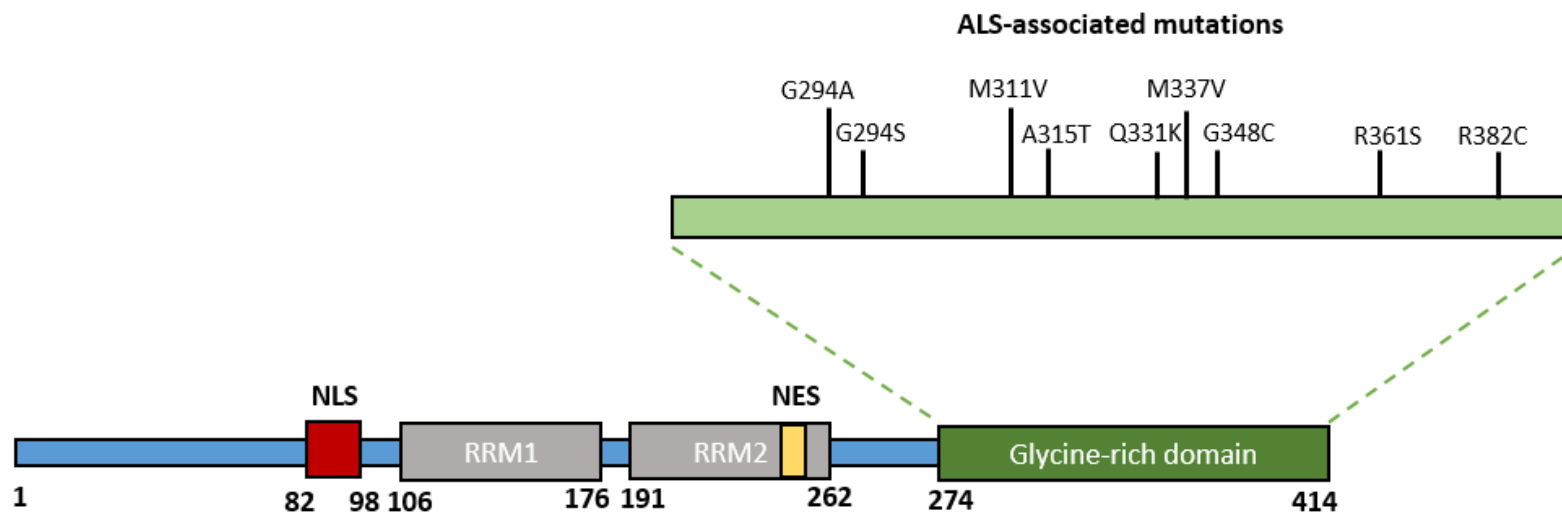 ALS-associated mutations
G294A
M311V
M337V
G294S
A315T
Q331K
G348C
R361S
R382C
NLS
NES
RRM1
RRM2
Glycine-rich domain
1
82
98
106
176
191
262
274
414